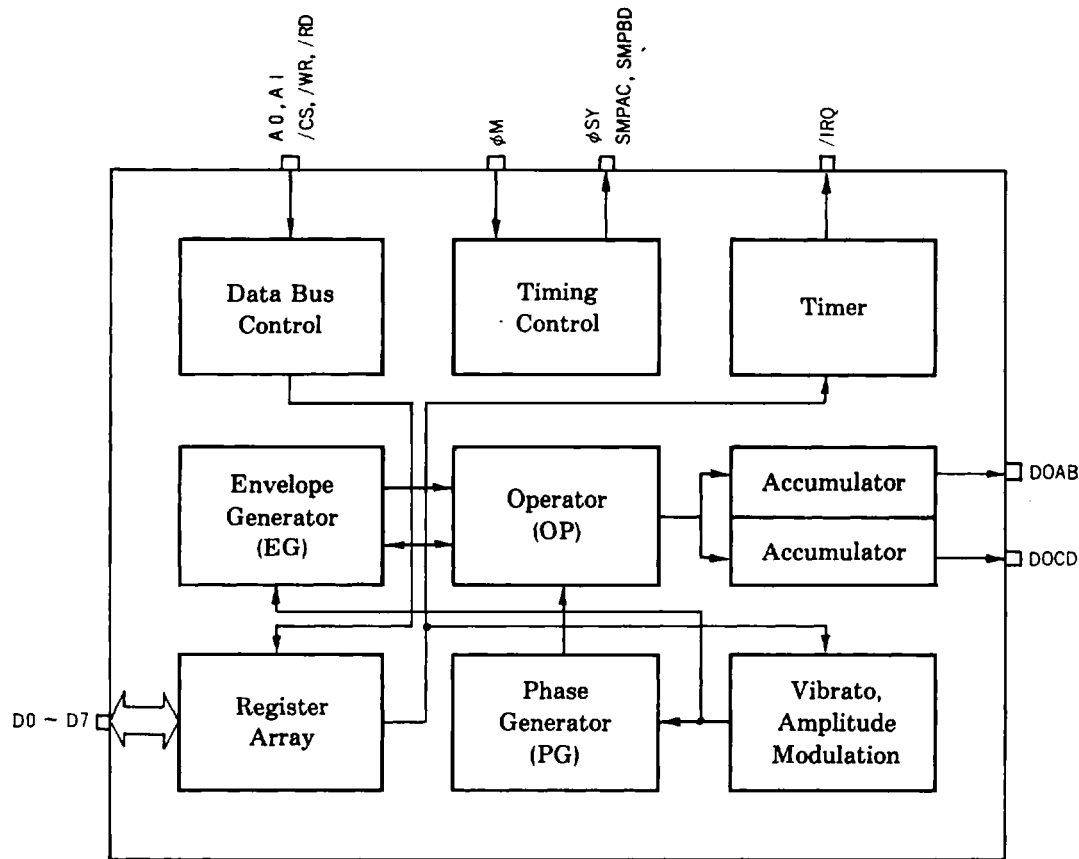 A0, A1
/CS, /WR, /RD
φM
φSY
SMPAC, SMPBD
/IRQ
Data Bus
Control
Timing
Control
Timer
Envelope
Generator
(EG)
Operator
(OP)
Accumulator
Accumulator
DOAB
DOCD
D0 ~ D7
Register
Array
Phase
Generator
(PG)
Vibrato,
Amplitude
Modulation